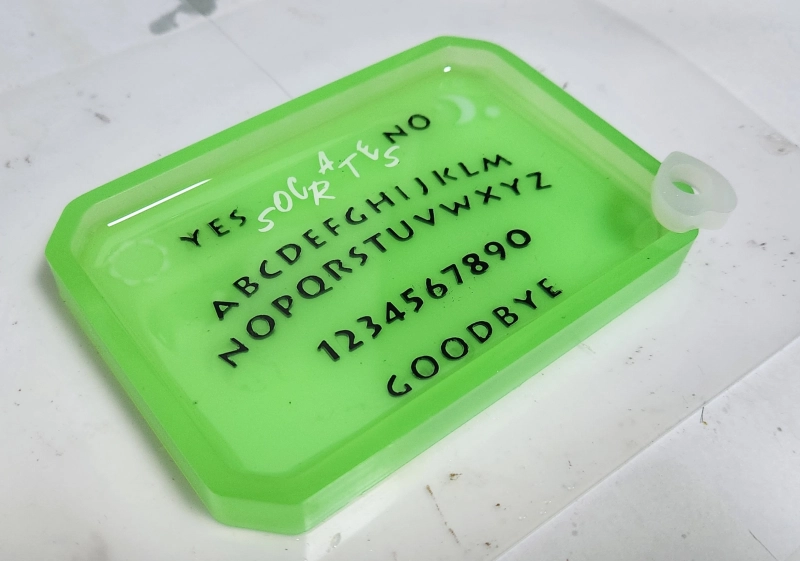 YES SOCRATES NO
ABCDEFGHIJKLM
NOPQRSTUVWXYZ
1234567890
GOODBYE